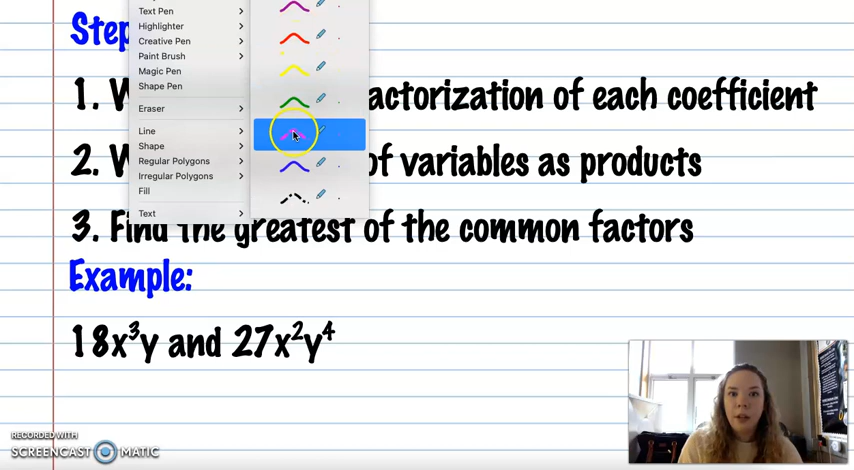 Step
Text Pen
Highlighter
Creative Pen
Paint Brush
Magic Pen
Shape Pen
Eraser
Line
Shape
Regular Polygons
Irregular Polygons
Fill
Text
1. W actorization of each coefficient
2. W of variables as products
3. Find the greatest of the common factors
Example:
18x³y and 27x²y⁴
RECORDED WITH
SCREENCAST MATIC